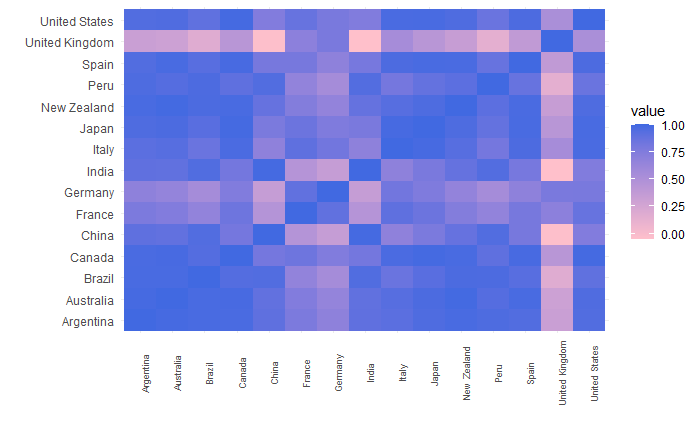 United States
United Kingdom
Spain
Peru
New Zealand
Japan
Italy
India
Germany
France
China
Canada
Brazil
Australia
Argentina
Argentina
Australia
Brazil
Canada
China
France
Germany
India
Italy
Japan
New Zealand
Peru
Spain
United Kingdom
United States
value
1.00
0.75
0.50
0.25
0.00